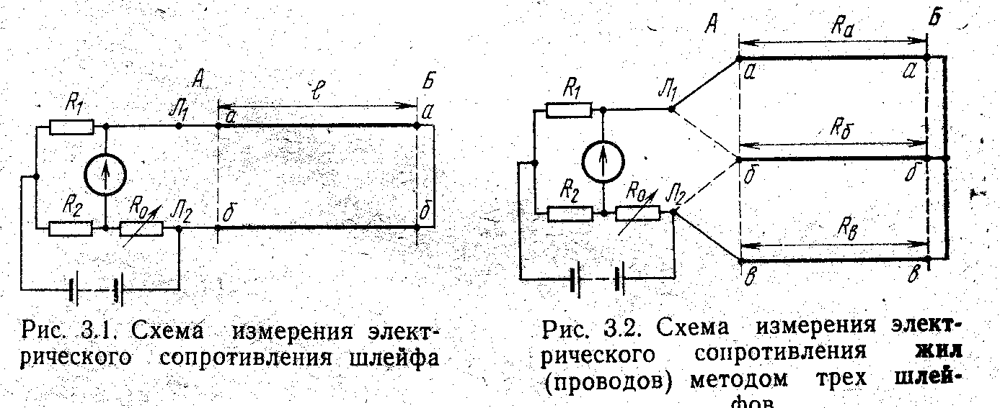 А
Б
ℓ
R₁
Л₁
а
а
R₂
R₀
Л₂
б
б
Рис. 3.1. Схема измерения элект-
рического сопротивления шлейфа
А
Б
Rа
а
а
R₁
Л₁
Rб
б
б
R₂
R₀
Л₂
Rв
в
в
Рис. 3.2. Схема измерения элект-
рического сопротивления жил
(проводов) методом трех шлей-
фов